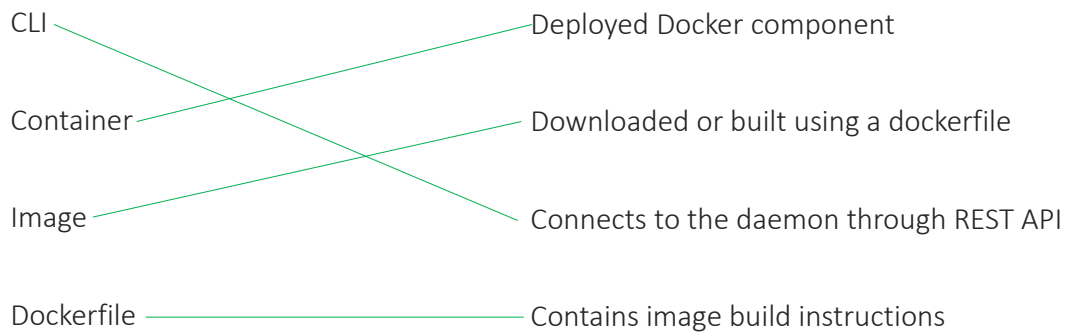 CLI
Deployed Docker component
Container
Downloaded or built using a dockerfile
Image
Connects to the daemon through REST API
Dockerfile
Contains image build instructions